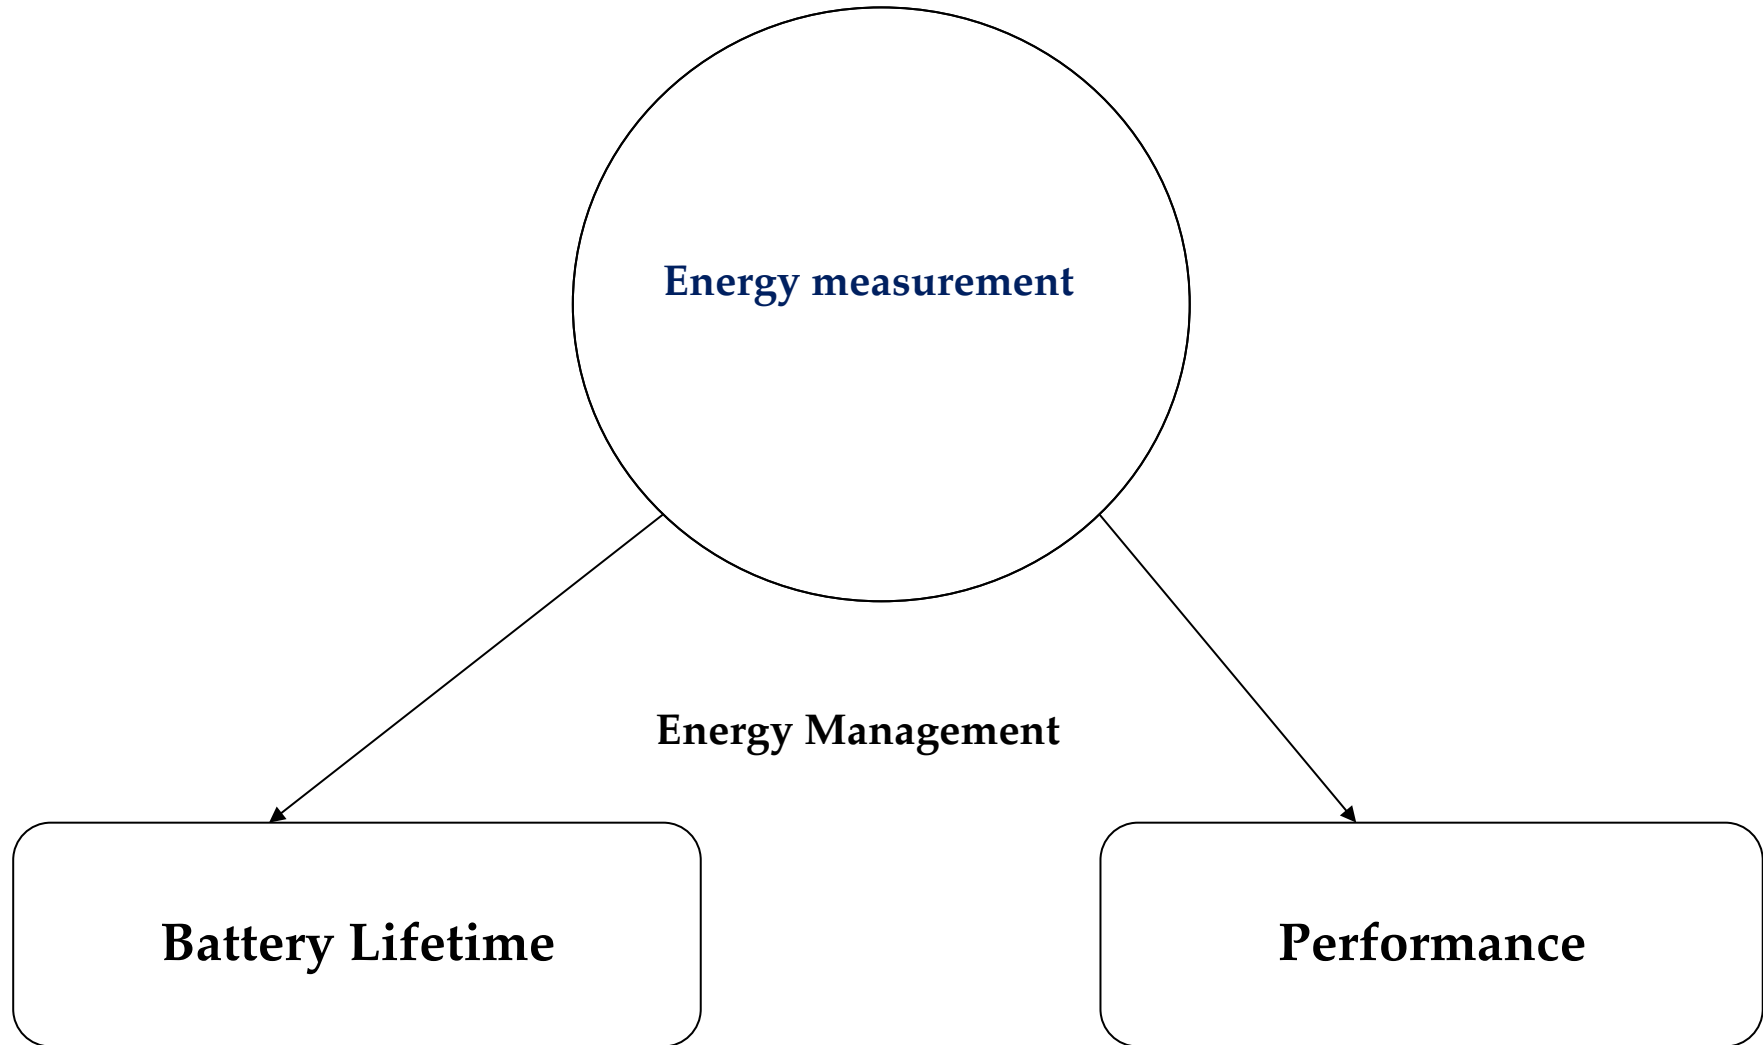 Energy measurement
Energy Management
Battery Lifetime
Performance